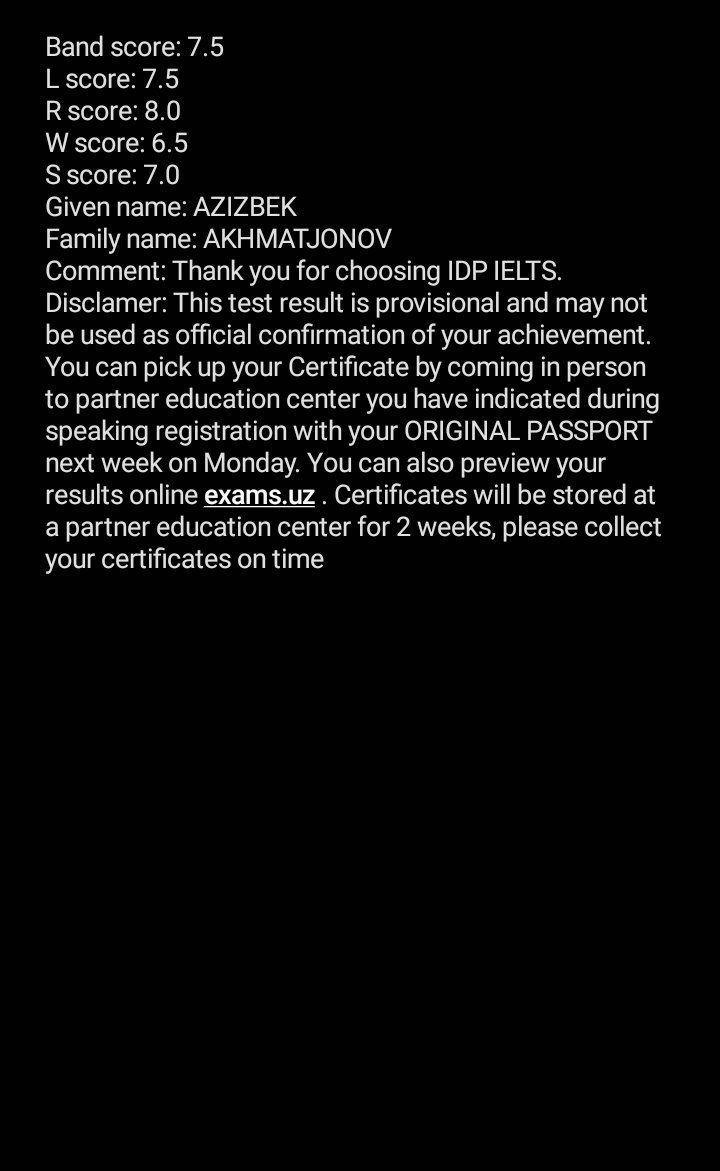 Band score: 7.5
L score: 7.5
R score: 8.0
W score: 6.5
S score: 7.0
Given name: AZIZBEK
Family name: AKHMATJONOV
Comment: Thank you for choosing IDP IELTS.
Disclamer: This test result is provisional and may not
be used as official confirmation of your achievement.
You can pick up your Certificate by coming in person
to partner education center you have indicated during
speaking registration with your ORIGINAL PASSPORT
next week on Monday. You can also preview your
results online exams.uz . Certificates will be stored at
a partner education center for 2 weeks, please collect
your certificates on time